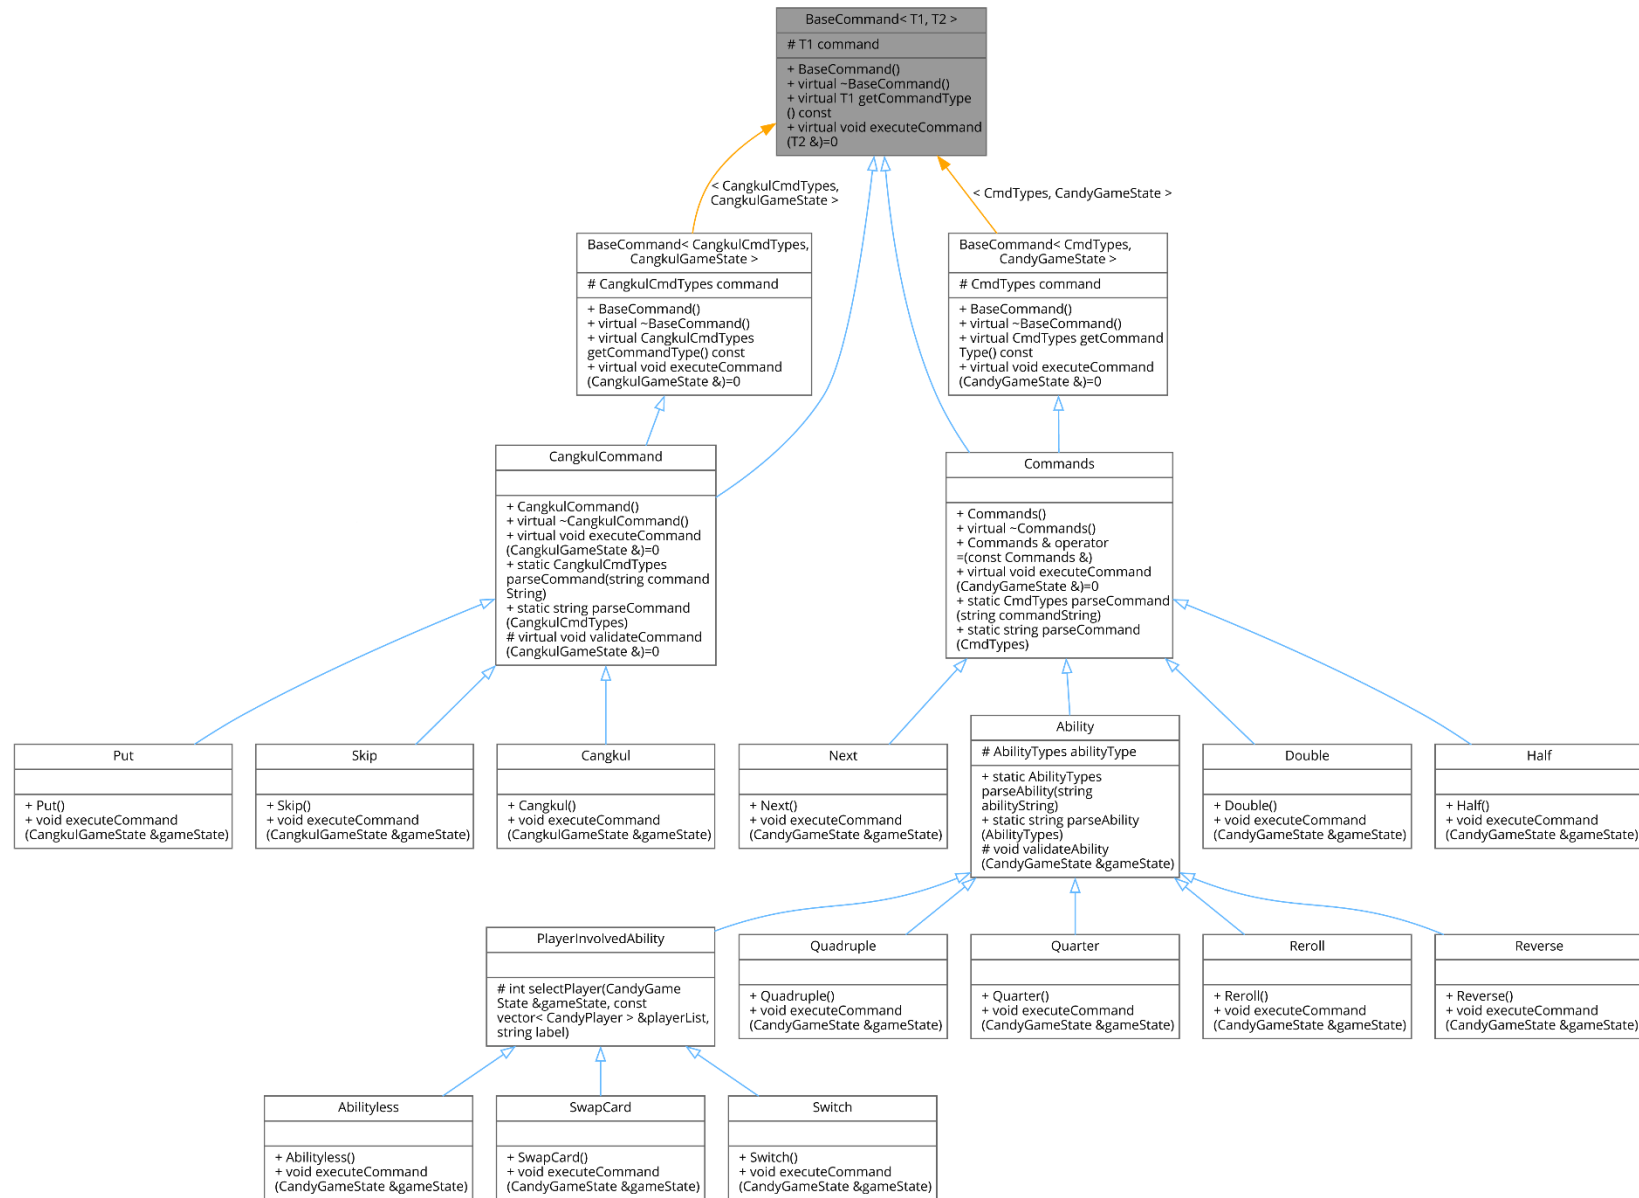 BaseCommand< T1, T2 >
# T1 command
+ BaseCommand()
+ virtual ~BaseCommand()
+ virtual T1 getCommandType
() const
+ virtual void executeCommand
(T2 &)=0
< CangkulCmdTypes,
CangkulGameState >
< CmdTypes, CandyGameState >
BaseCommand< CangkulCmdTypes,
CangkulGameState >
# CangkulCmdTypes command
+ BaseCommand()
+ virtual ~BaseCommand()
+ virtual CangkulCmdTypes
getCommandType() const
+ virtual void executeCommand
(CangkulGameState &)=0
BaseCommand< CmdTypes,
CandyGameState >
# CmdTypes command
+ BaseCommand()
+ virtual ~BaseCommand()
+ virtual CmdTypes getCommand
Type() const
+ virtual void executeCommand
(CandyGameState &)=0
CangkulCommand
+ CangkulCommand()
+ virtual ~CangkulCommand()
+ virtual void executeCommand
(CangkulGameState &)=0
+ static CangkulCmdTypes
parseCommand(string command
String)
+ static string parseCommand
(CangkulCmdTypes)
# virtual void validateCommand
(CangkulGameState &)=0
Commands
+ Commands()
+ virtual ~Commands()
+ Commands & operator
=(const Commands &)
+ virtual void executeCommand
(CandyGameState &)=0
+ static CmdTypes parseCommand
(string commandString)
+ static string parseCommand
(CmdTypes)
Put
+ Put()
+ void executeCommand
(CangkulGameState &gameState)
Skip
+ Skip()
+ void executeCommand
(CangkulGameState &gameState)
Cangkul
+ Cangkul()
+ void executeCommand
(CangkulGameState &gameState)
Next
+ Next()
+ void executeCommand
(CandyGameState &gameState)
Ability
# AbilityTypes abilityType
+ static AbilityTypes
parseAbility(string
abilityString)
+ static string parseAbility
(AbilityTypes)
# void validateAbility
(CandyGameState &gameState)
Double
+ Double()
+ void executeCommand
(CandyGameState &gameState)
Half
+ Half()
+ void executeCommand
(CandyGameState &gameState)
PlayerInvolvedAbility
# int selectPlayer(CandyGame
State &gameState, const
vector< CandyPlayer > &playerList,
string label)
Quadruple
+ Quadruple()
+ void executeCommand
(CandyGameState &gameState)
Quarter
+ Quarter()
+ void executeCommand
(CandyGameState &gameState)
Reroll
+ Reroll()
+ void executeCommand
(CandyGameState &gameState)
Reverse
+ Reverse()
+ void executeCommand
(CandyGameState &gameState)
Abilityless
+ Abilityless()
+ void executeCommand
(CandyGameState &gameState)
SwapCard
+ SwapCard()
+ void executeCommand
(CandyGameState &gameState)
Switch
+ Switch()
+ void executeCommand
(CandyGameState &gameState)